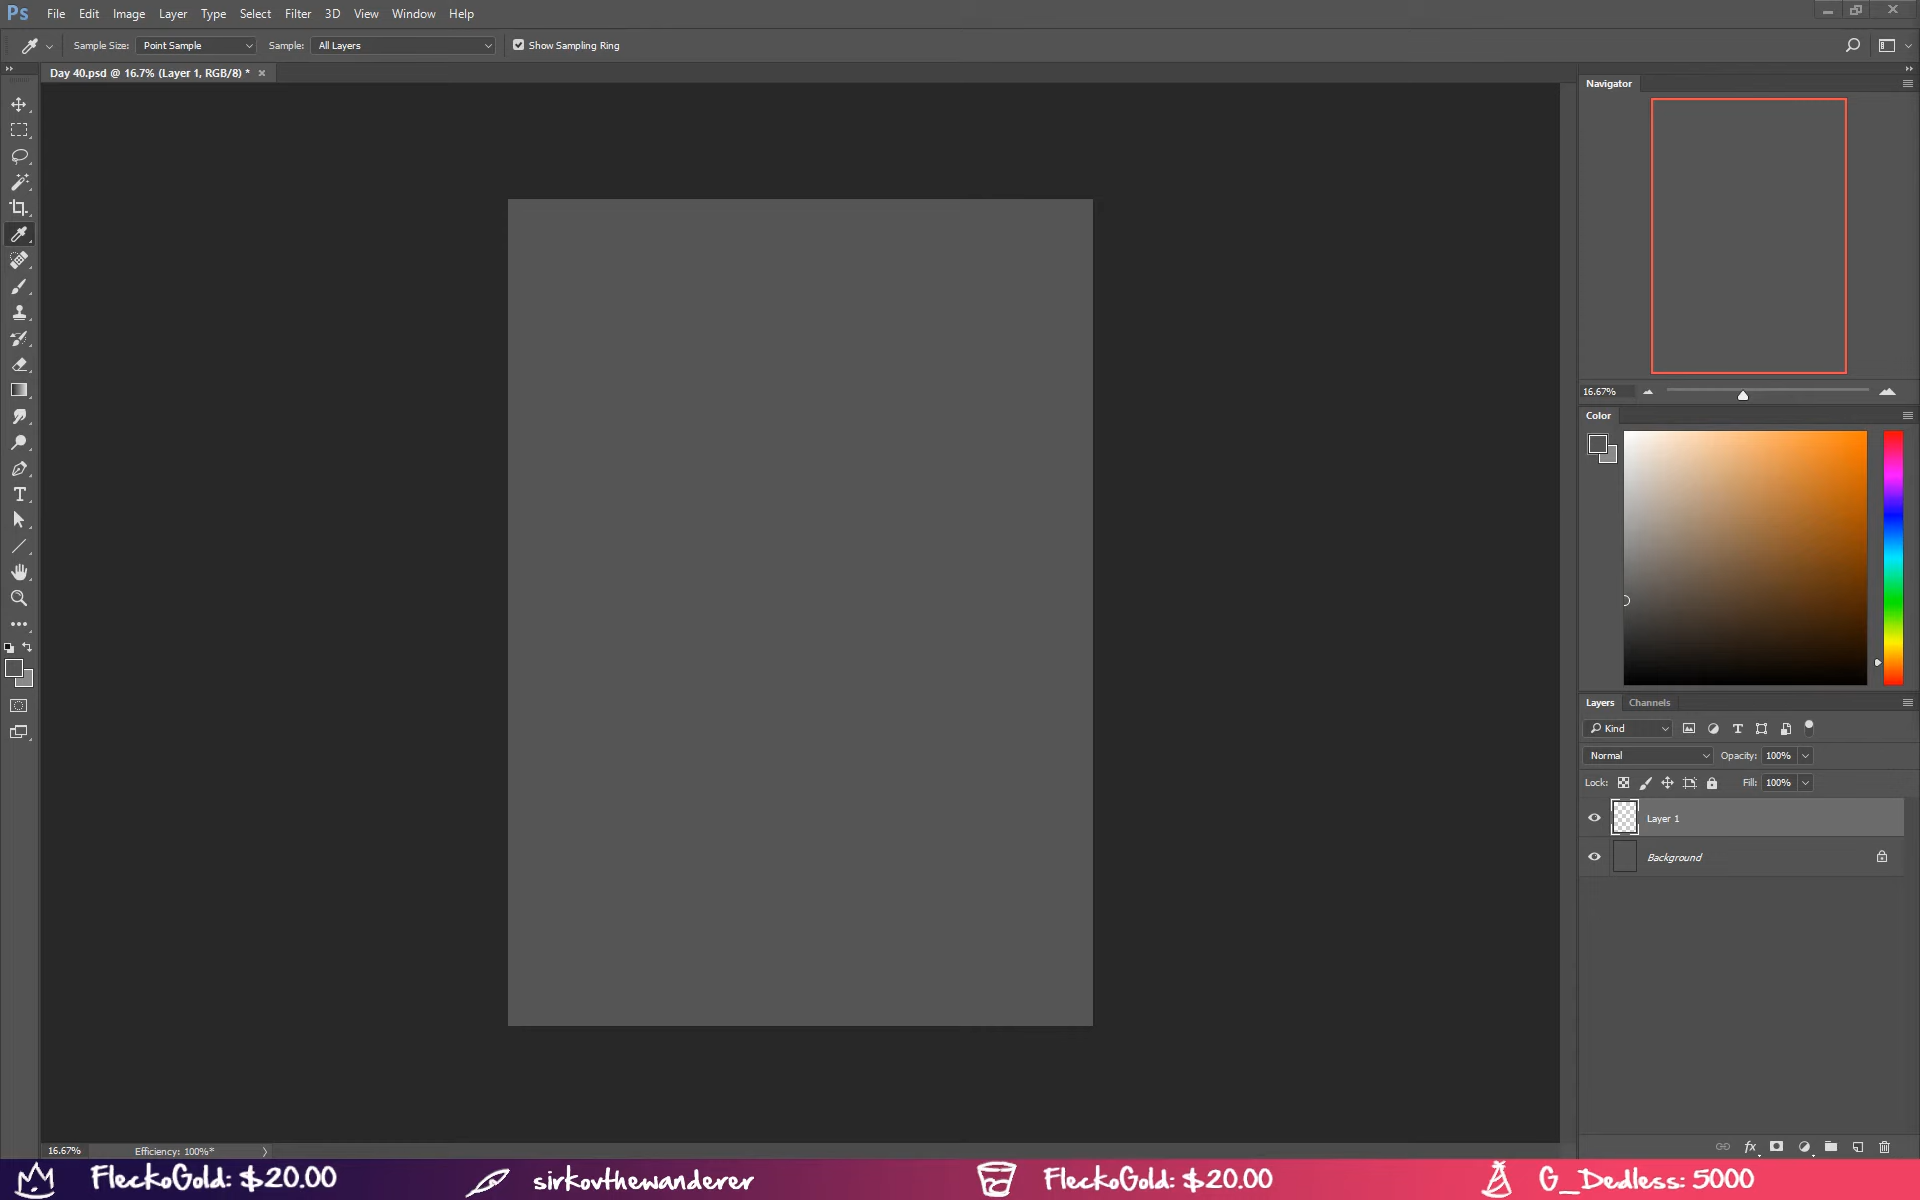 Ps File Edit Image Layer Type Select Filter 3D View Window Help
Sample Size: Point Sample Sample: All Layers Show Sampling Ring
Day 40.psd @ 16.7% (Layer 1, RGB/8) *
Navigator
16.67%
Color
Layers Channels
Kind
Normal Opacity: 100%
Lock: Fill: 100%
Layer 1
Background
fx
16.67% Efficiency: 100%*
FleckoGold: $20.00 sirkovthewanderer FleckoGold: $20.00 G_Dedless: 5000